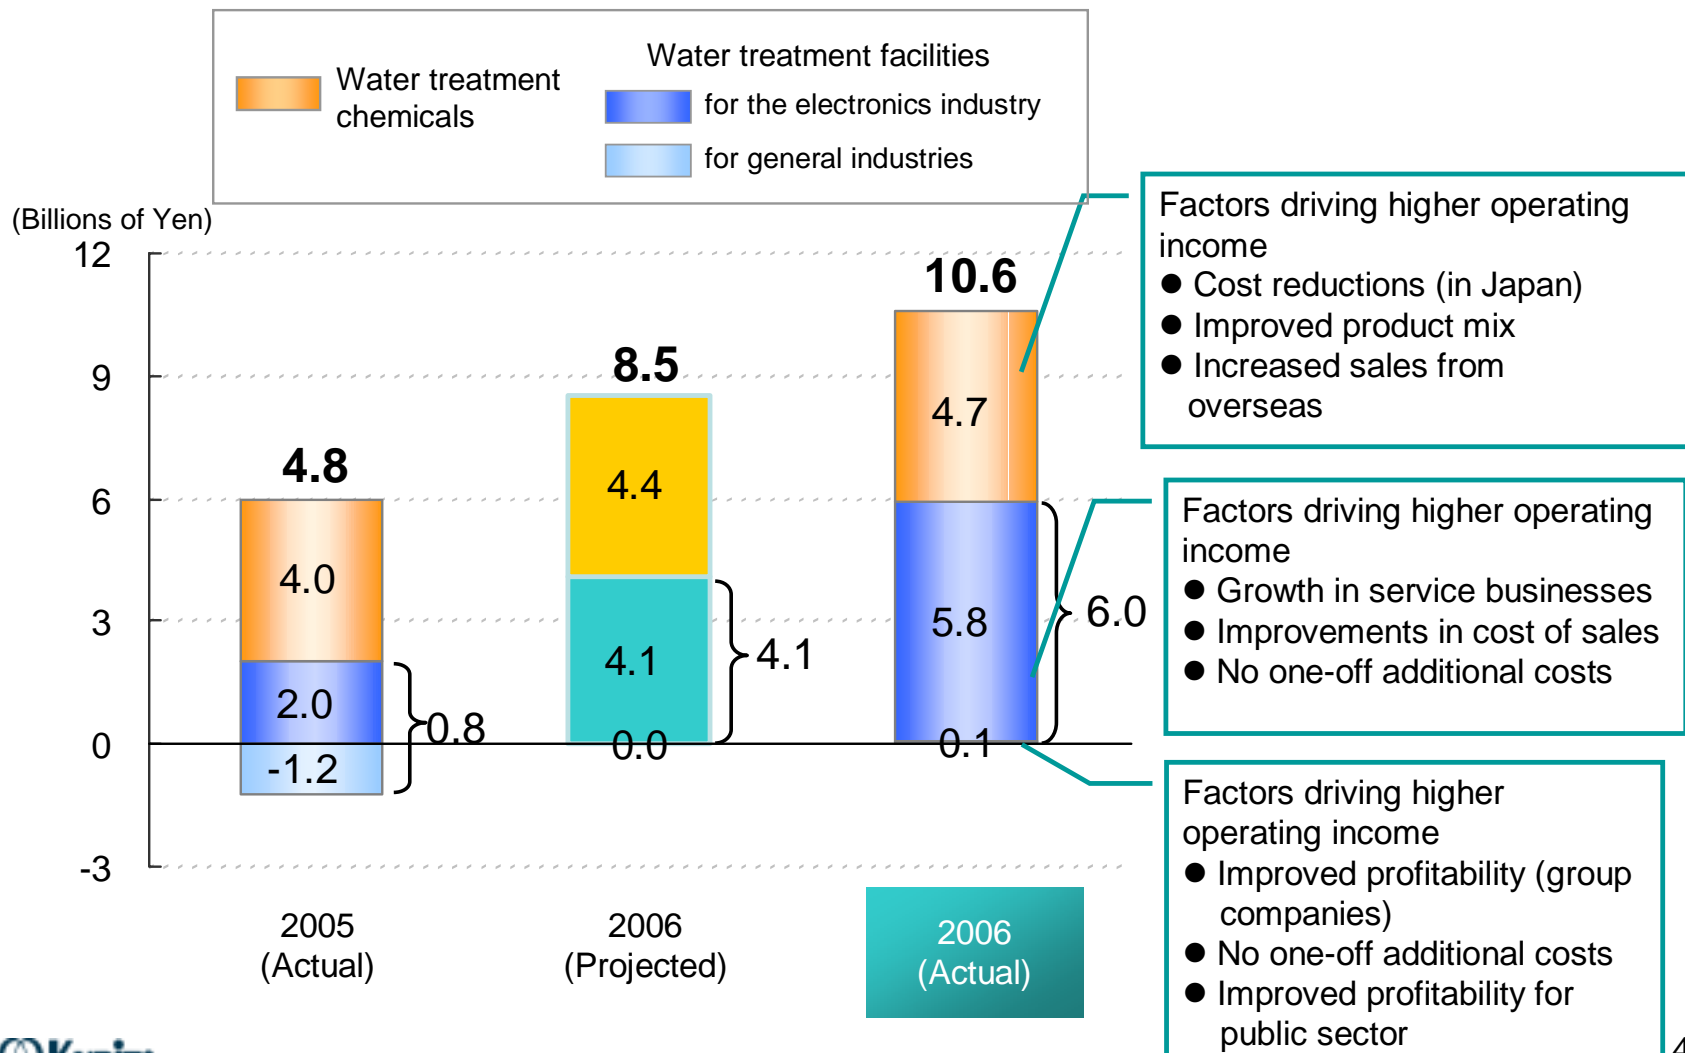 Water treatment
chemicals
Water treatment facilities
for the electronics industry
for general industries
(Billions of Yen)
12
9
6
3
0
-3
4.8
4.0
2.0
-1.2
0.8
8.5
4.4
4.1
0.0
4.1
10.6
4.7
5.8
0.1
6.0
2005
(Actual)
2006
(Projected)
2006
(Actual)
Factors driving higher operating
income
● Cost reductions (in Japan)
● Improved product mix
● Increased sales from
overseas
Factors driving higher operating
income
● Growth in service businesses
● Improvements in cost of sales
● No one-off additional costs
Factors driving higher
operating income
● Improved profitability (group
companies)
● No one-off additional costs
● Improved profitability for
public sector
4